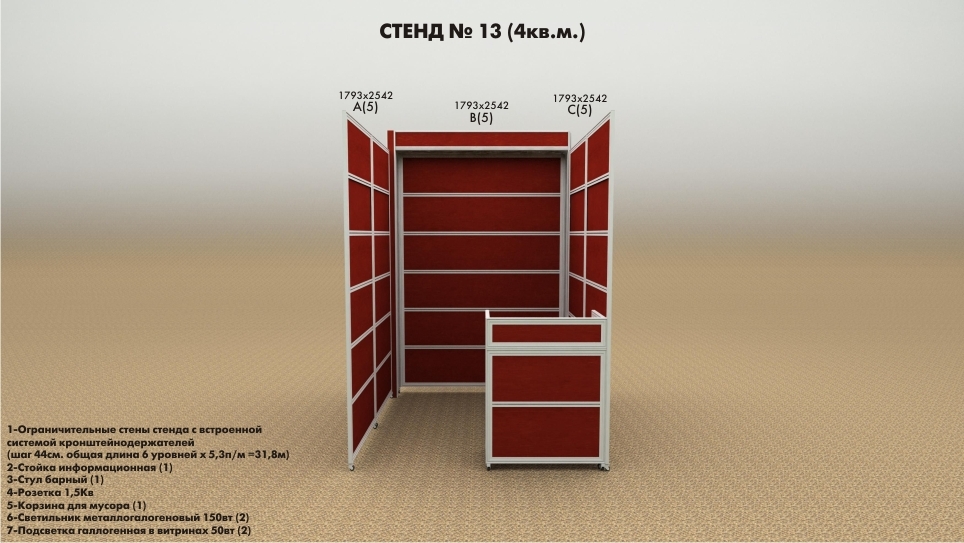 СТЕНД № 13 (4кв.м.)
1793x2542
A(5)
1793x2542
B(5)
1793x2542
C(5)
1-Ограничительные стены стенда с встроенной
системой кронштейнодержателей
(шаг 44см. общая длина 6 уровней х 5,3п/м =31,8м)
2-Стойка информационная (1)
3-Стул барный (1)
4-Розетка 1,5Кв
5-Корзина для мусора (1)
6-Светильник металлогалогеновый 150вт (2)
7-Подсветка галлогенная в витринах 50вт (2)